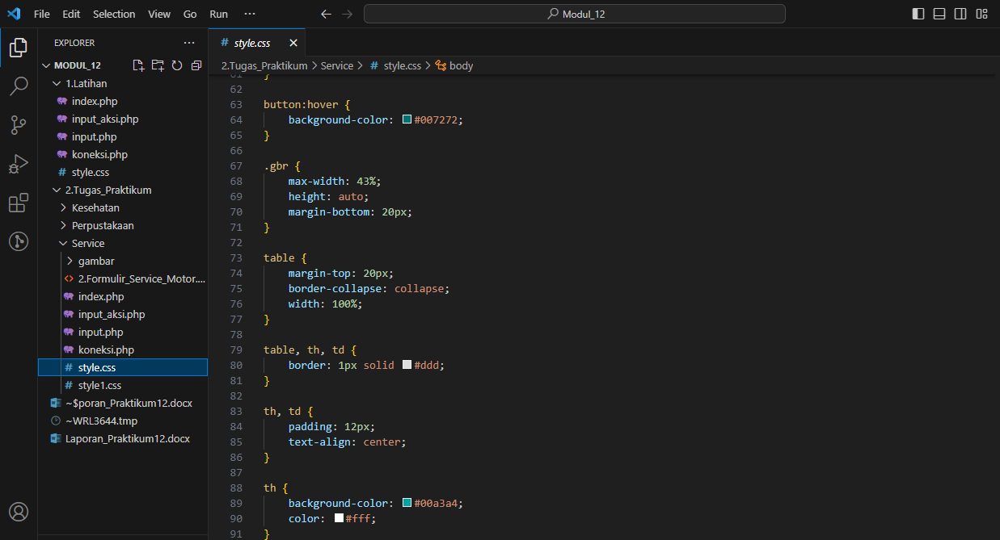 File Edit Selection View Go Run ···
Modul_12
EXPLORER
style.css
MODUL_12
2.Tugas_Praktikum > Service > # style.css > body
1.Latihan
index.php
input_aksi.php
input.php
koneksi.php
# style.css
2.Tugas_Praktikum
Kesehatan
Perpustakaan
Service
gambar
2.Formulir_Service_Motor....
index.php
input_aksi.php
input.php
koneksi.php
# style.css
# style1.css
~$poran_Praktikum12.docx
~WRL3644.tmp
Laporan_Praktikum12.docx
61 }
62
63 button:hover {
64 background-color: #007272;
65 }
66
67 .gbr {
68 max-width: 43%;
69 height: auto;
70 margin-bottom: 20px;
71 }
72
73 table {
74 margin-top: 20px;
75 border-collapse: collapse;
76 width: 100%;
77 }
78
79 table, th, td {
80 border: 1px solid #ddd;
81 }
82
83 th, td {
84 padding: 12px;
85 text-align: center;
86 }
87
88 th {
89 background-color: #00a3a4;
90 color: #fff;
91 }